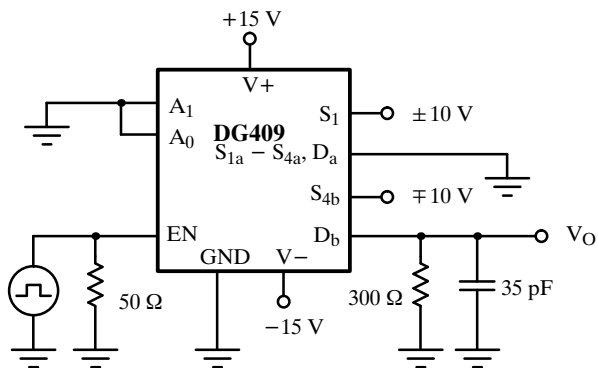 +15 V
V+
A1
A0
DG409
S1a − S4a, Da
S1
± 10 V
S4b
∓ 10 V
EN
Db
VO
GND
V−
50 Ω
−15 V
300 Ω
35 pF